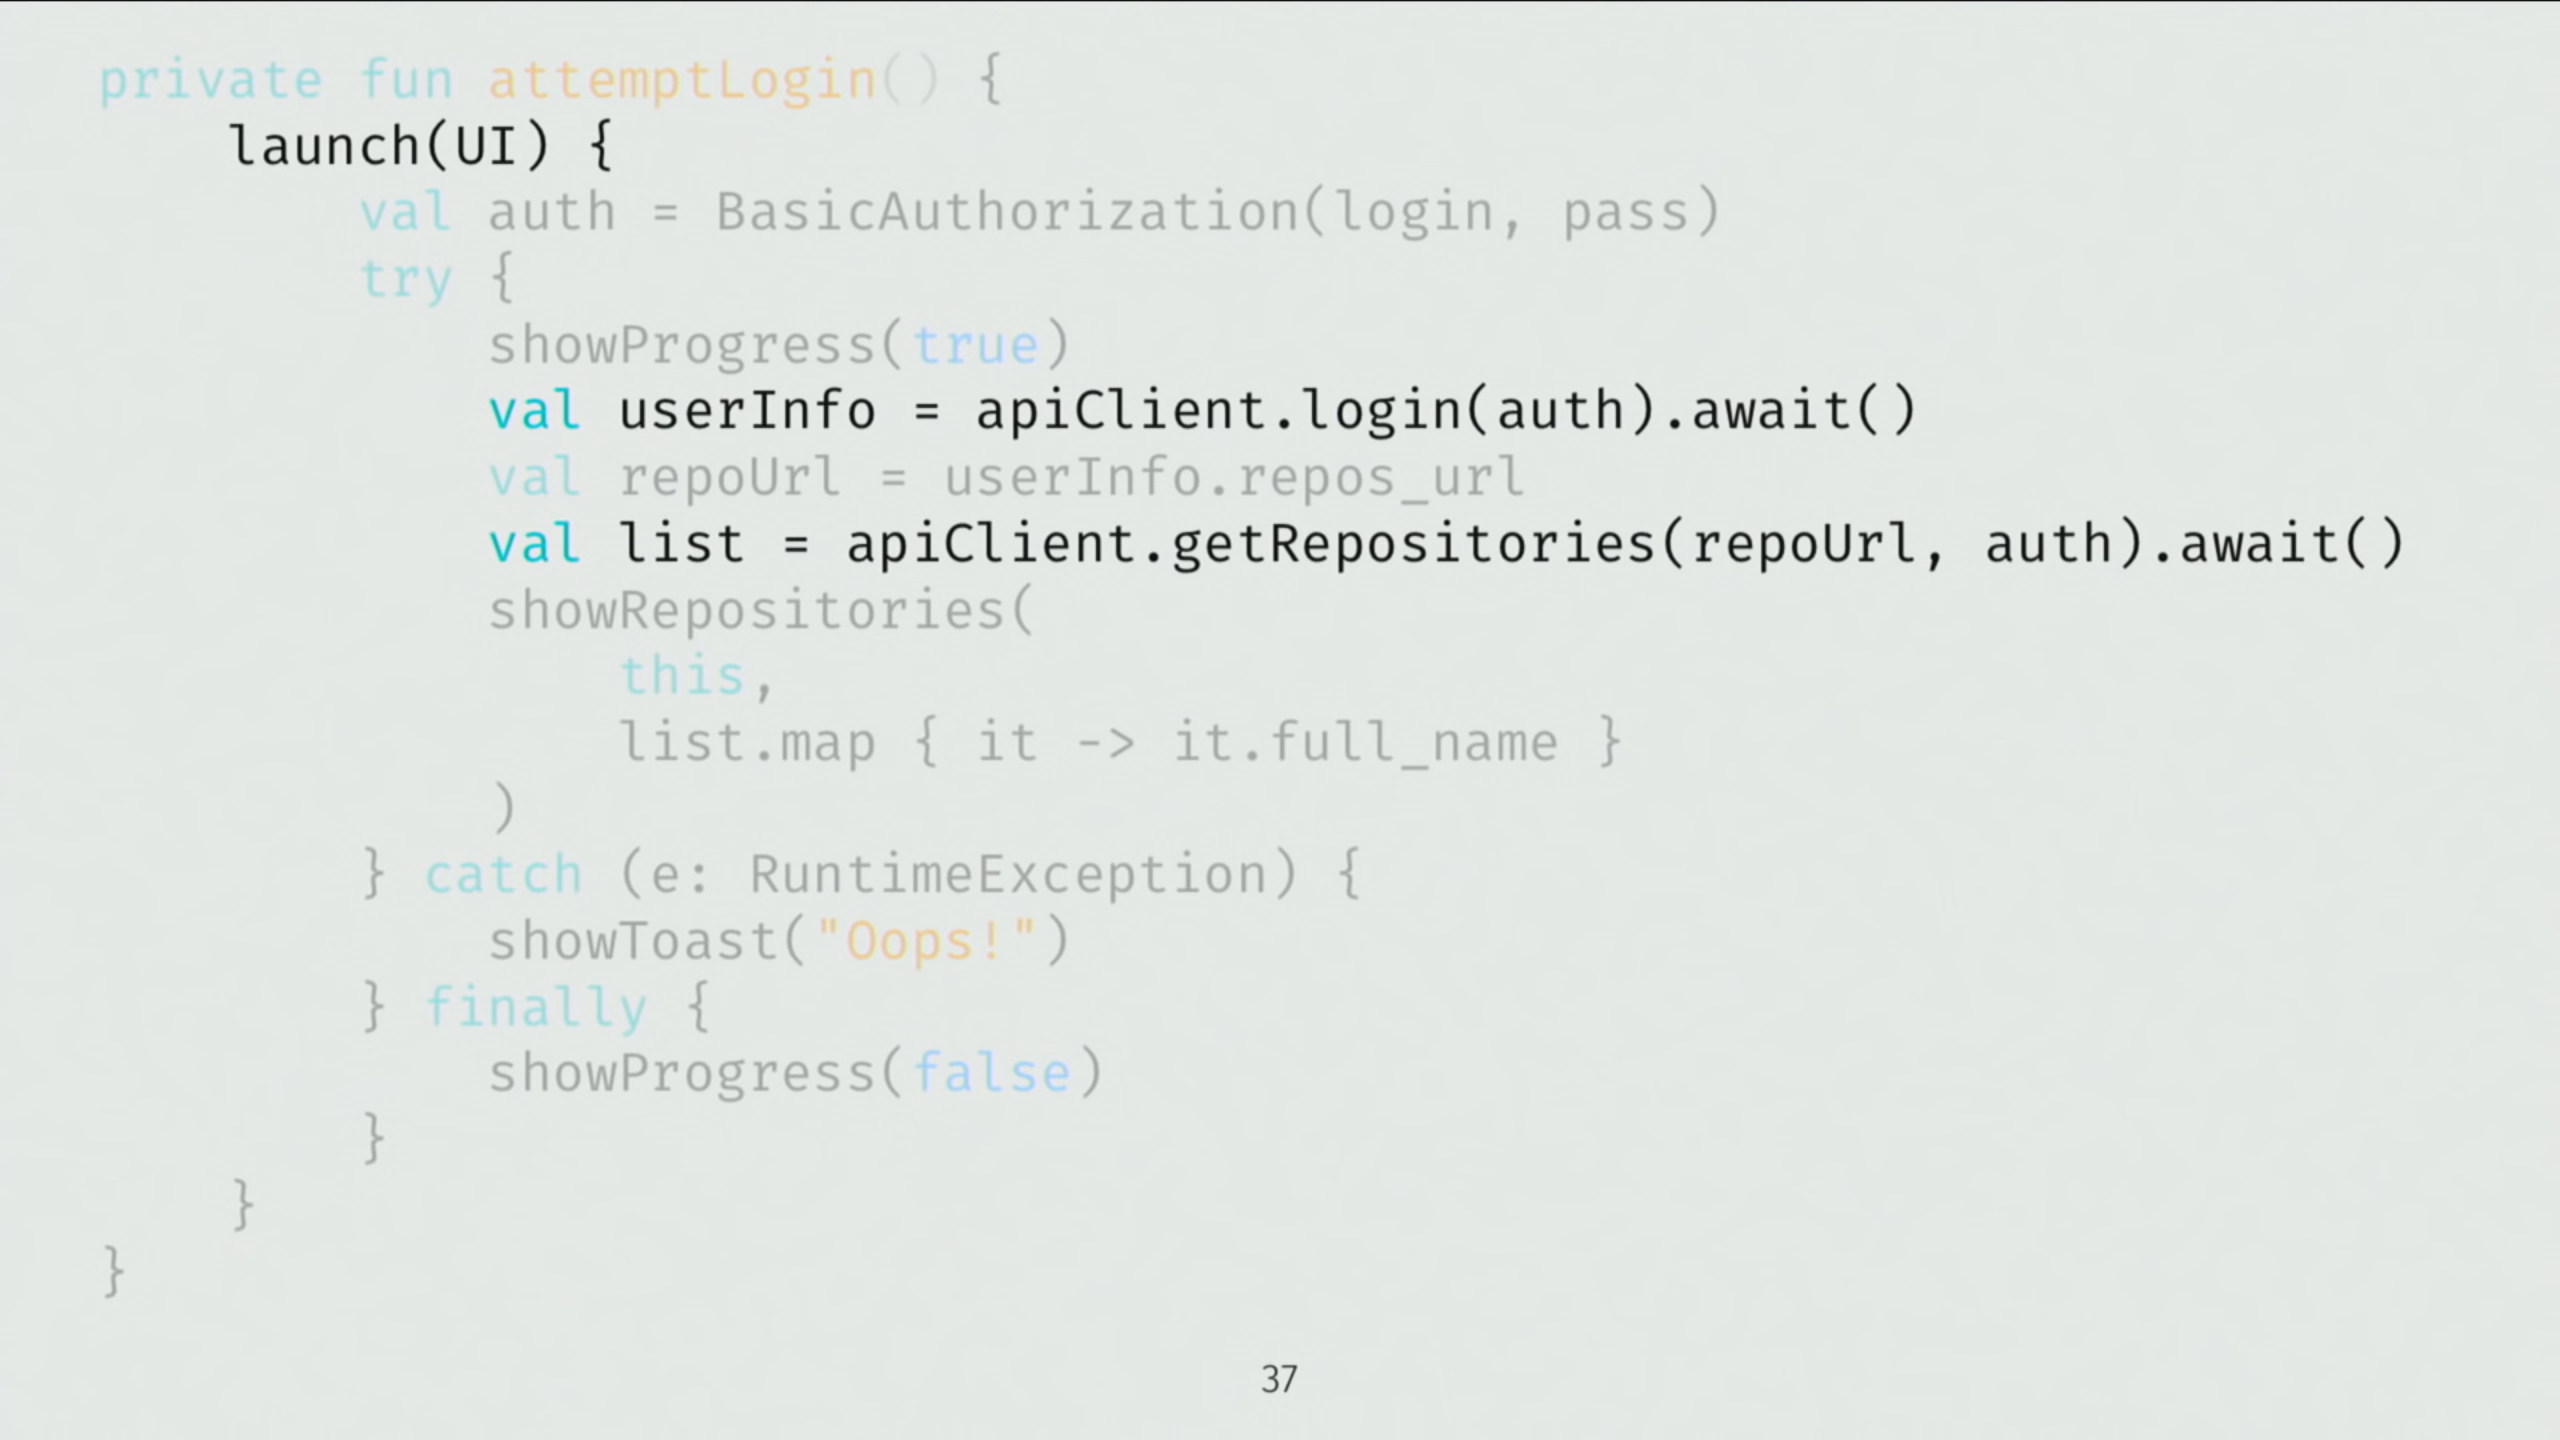 private fun attemptLogin() {
    launch(UI) {
        val auth = BasicAuthorization(login, pass)
        try {
            showProgress(true)
            val userInfo = apiClient.login(auth).await()
            val repoUrl = userInfo.repos_url
            val list = apiClient.getRepositories(repoUrl, auth).await()
            showRepositories(
                this,
                list.map { it -> it.full_name }
            )
        } catch (e: RuntimeException) {
            showToast("Oops!")
        } finally {
            showProgress(false)
        }
    }
}
37